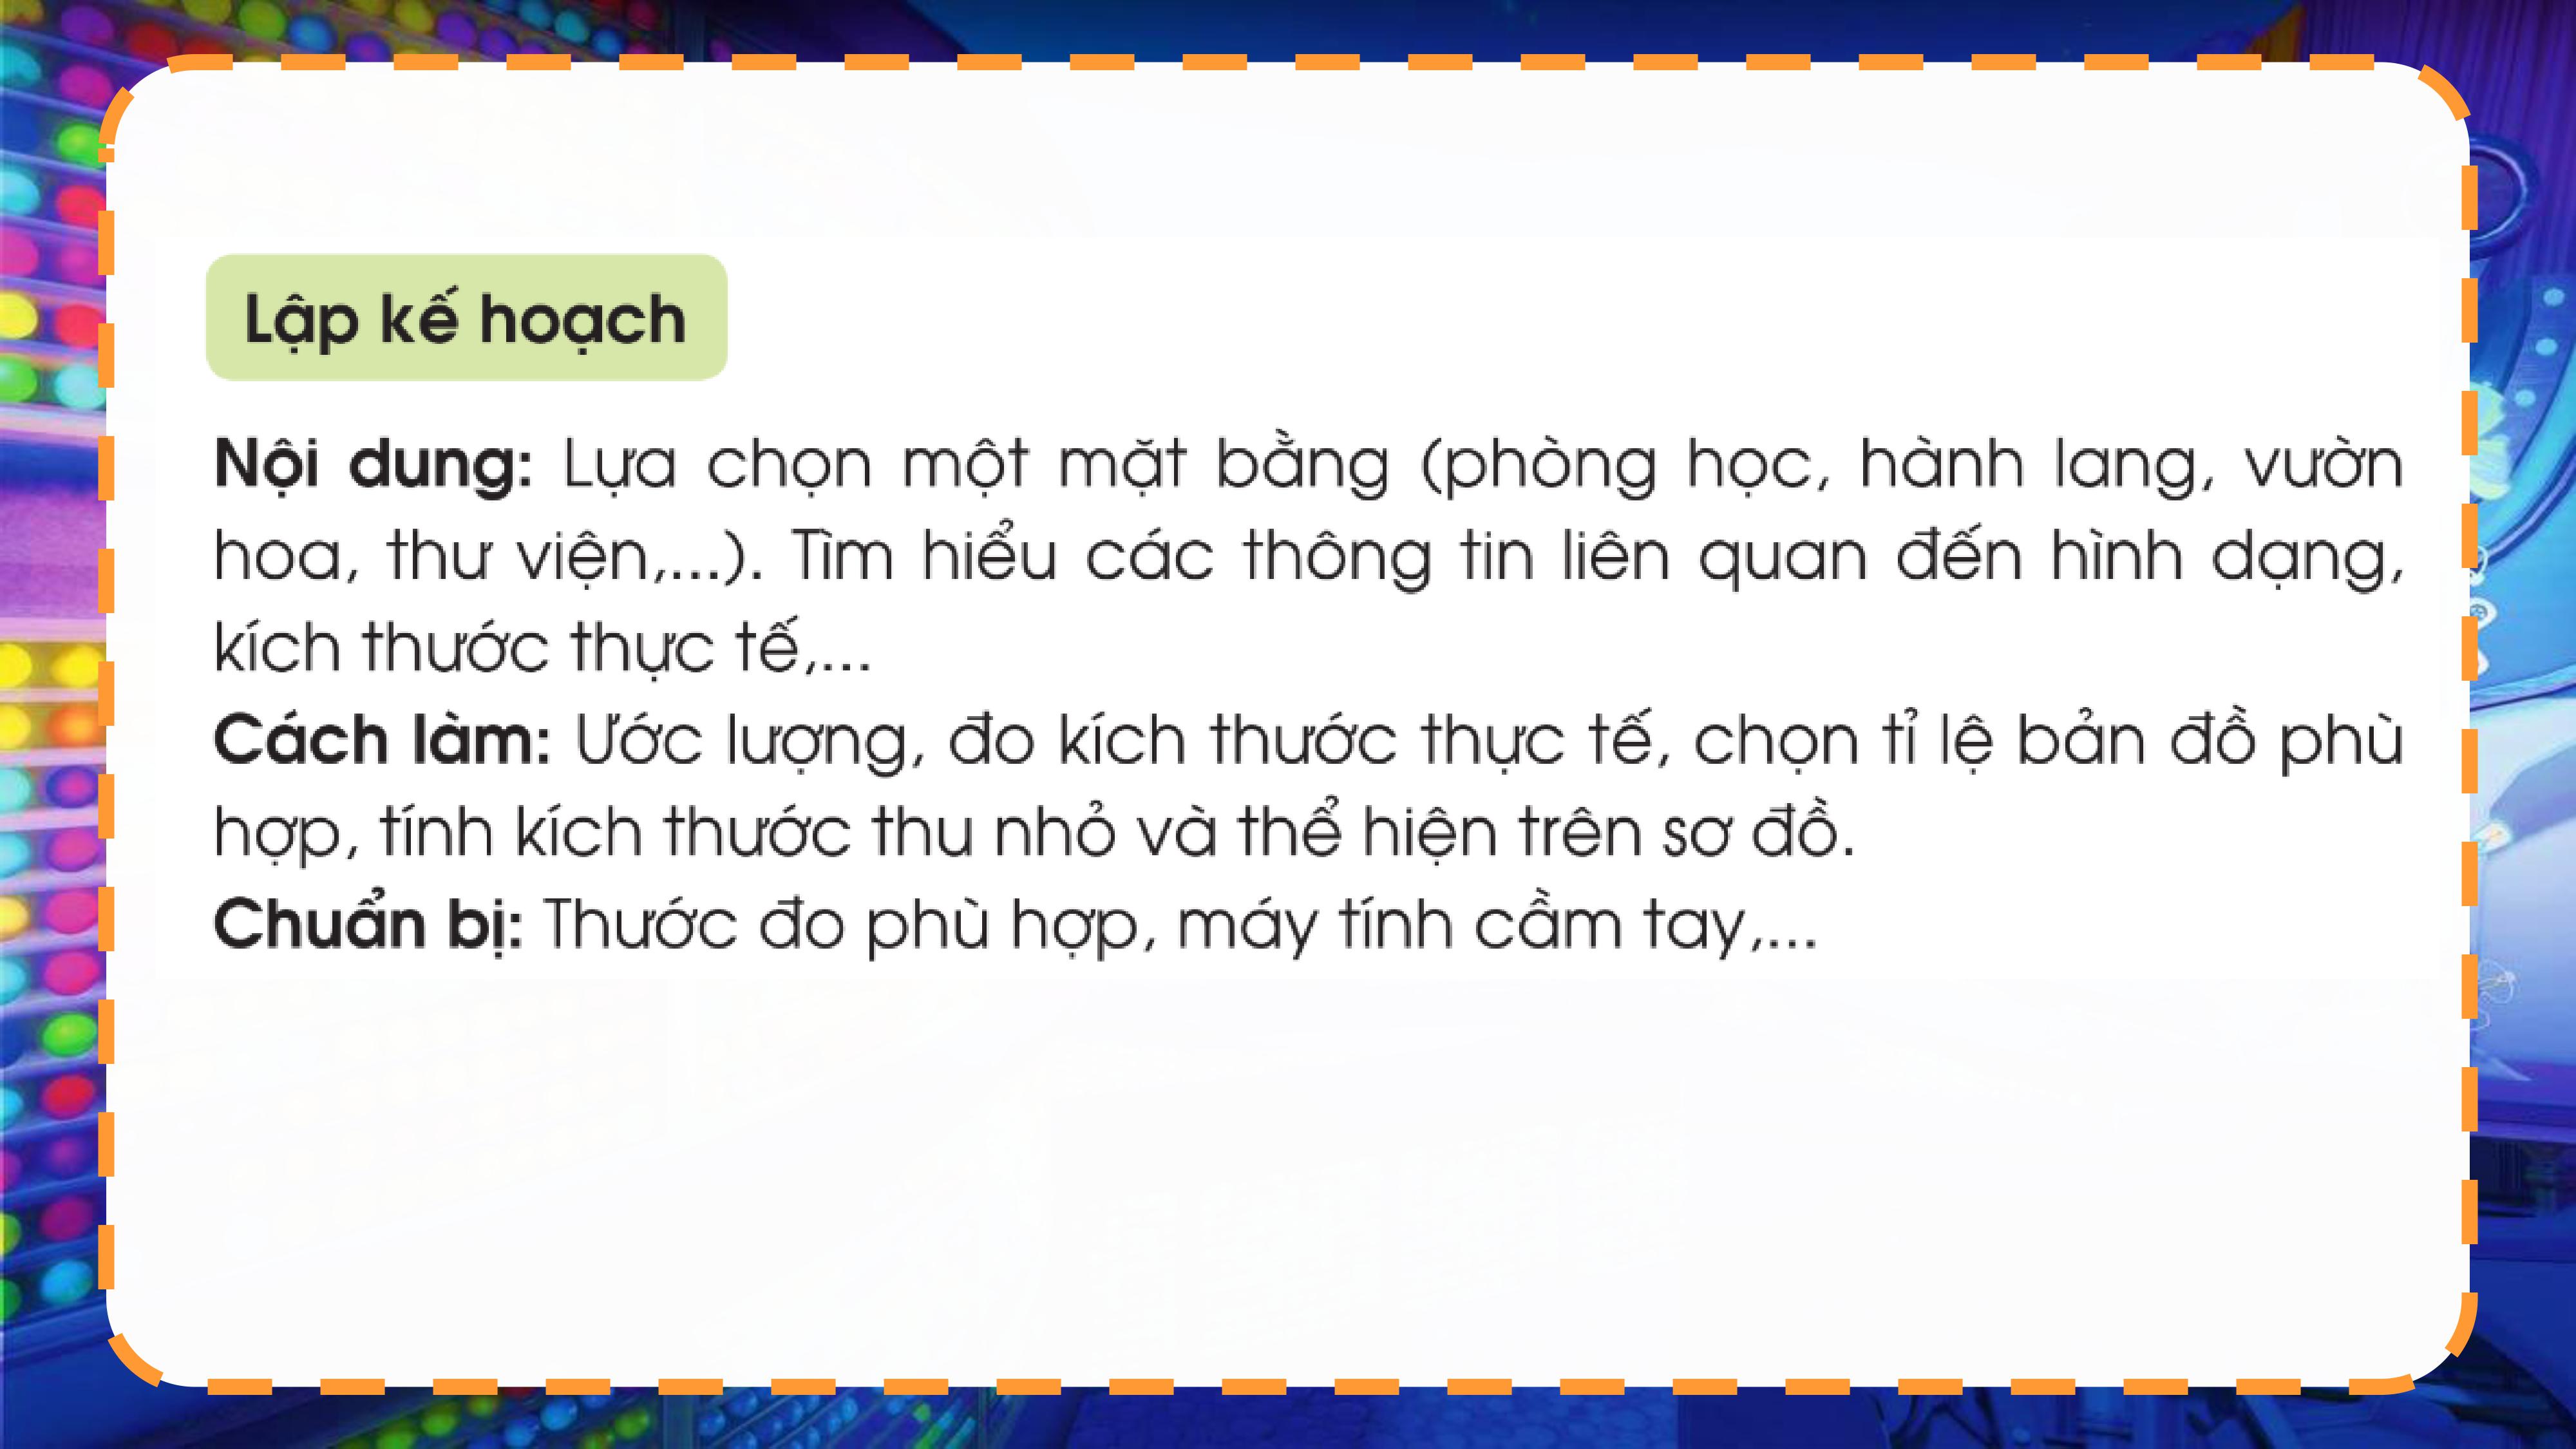 Lập kế hoạch
Nội dung: Lựa chọn một mặt bằng (phòng học, hành lang, vườn
hoa, thư viện,...). Tìm hiểu các thông tin liên quan đến hình dạng,
kích thước thực tế,...
Cách làm: Ước lượng, đo kích thước thực tế, chọn tỉ lệ bản đồ phù
hợp, tính kích thước thu nhỏ và thể hiện trên sơ đồ.
Chuẩn bị: Thước đo phù hợp, máy tính cầm tay,...